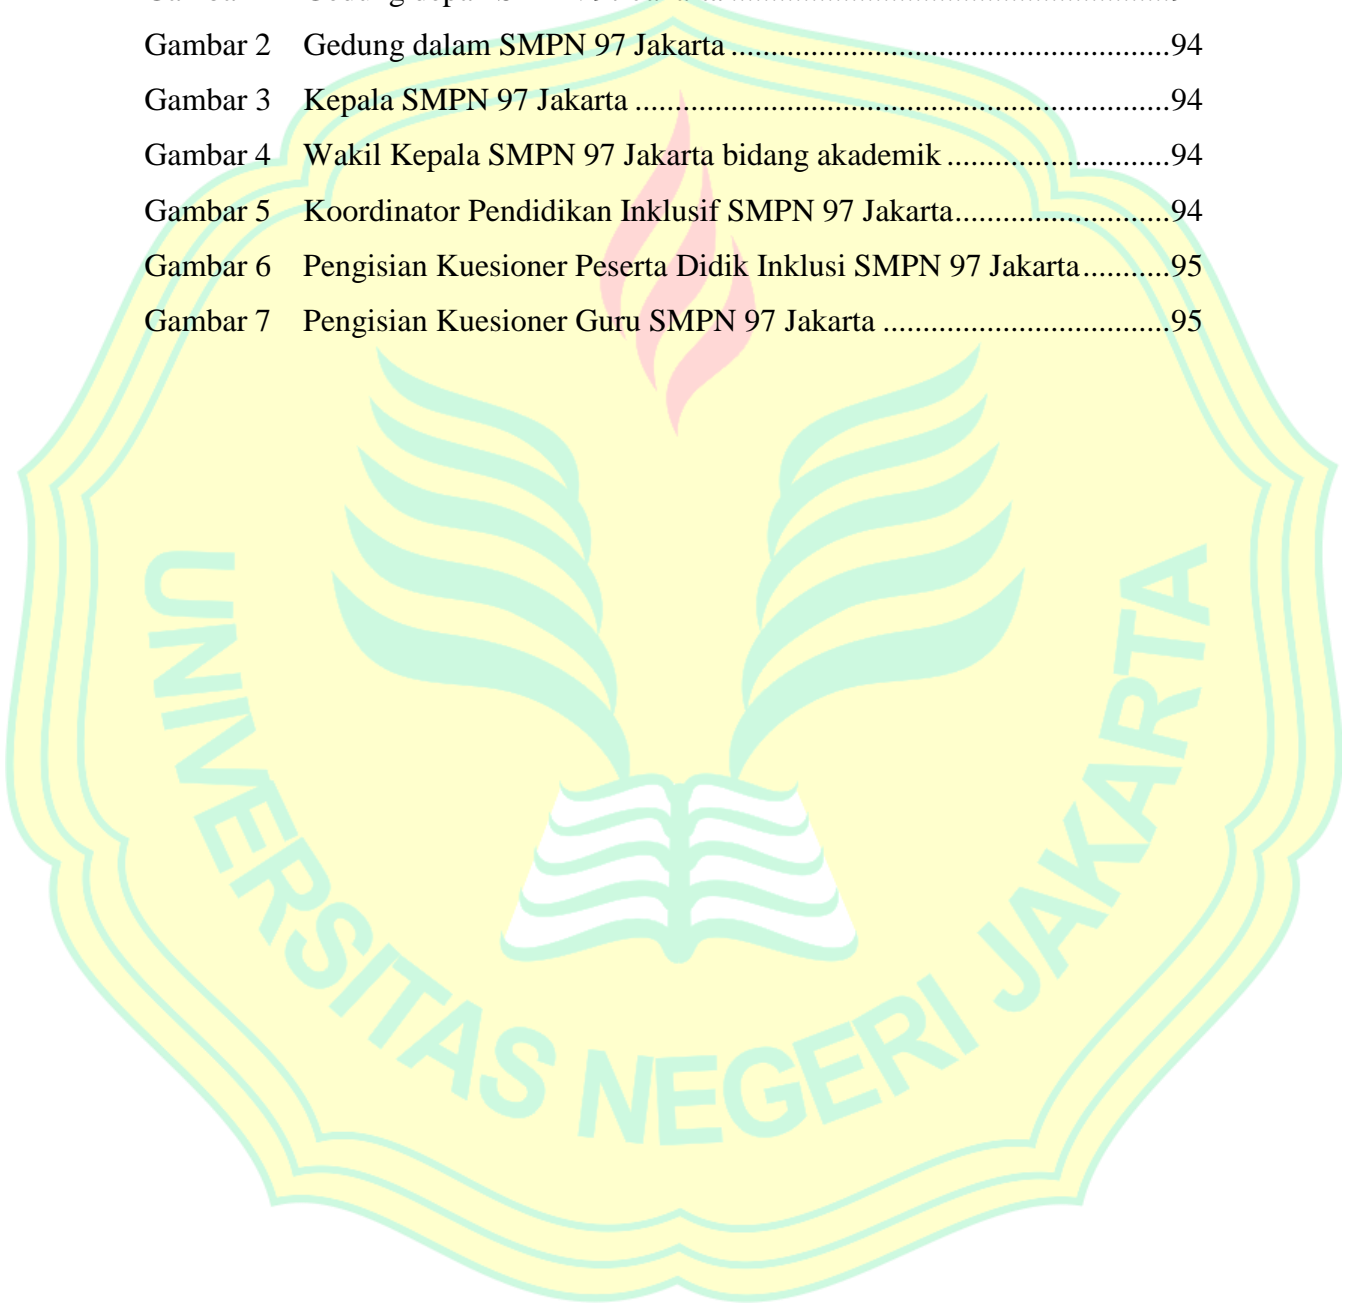 Gambar 2 Gedung dalam SMPN 97 Jakarta ......................................................94
Gambar 3 Kepala SMPN 97 Jakarta ..................................................................94
Gambar 4 Wakil Kepala SMPN 97 Jakarta bidang akademik ............................94
Gambar 5 Koordinator Pendidikan Inklusif SMPN 97 Jakarta...........................94
Gambar 6 Pengisian Kuesioner Peserta Didik Inklusi SMPN 97 Jakarta...........95
Gambar 7 Pengisian Kuesioner Guru SMPN 97 Jakarta ...................................95
UNIVERSITAS NEGERI JAKARTA